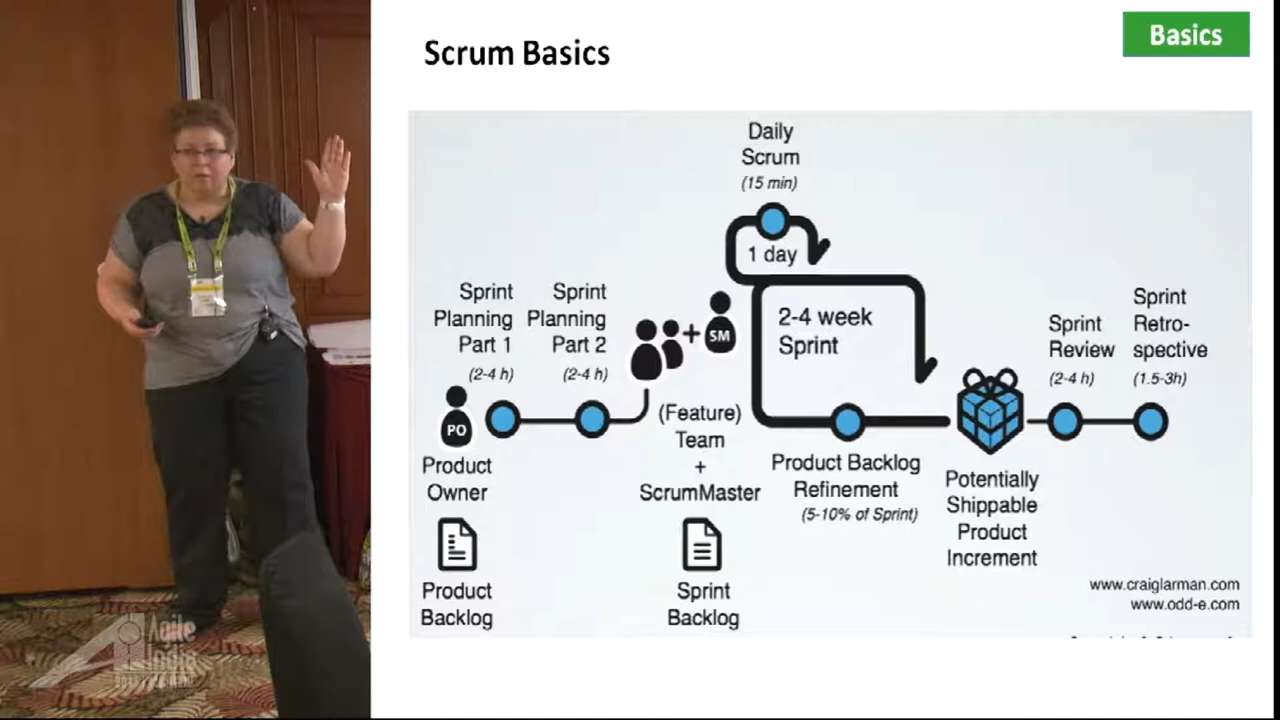 Scrum Basics
Basics
Daily
Scrum
(15 min)
1 day
Sprint
Planning
Part 1
(2-4 h)
Sprint
Planning
Part 2
(2-4 h)
+
SM
2-4 week
Sprint
Sprint
Review
(2-4 h)
Sprint
Retro-
spective
(1.5-3h)
PO
Product
Owner
(Feature)
Team
+
ScrumMaster
Product Backlog
Refinement
(5-10% of Sprint)
Potentially
Shippable
Product
Increment
Product
Backlog
Sprint
Backlog
www.craiglarman.com
www.odd-e.com
Agile
India